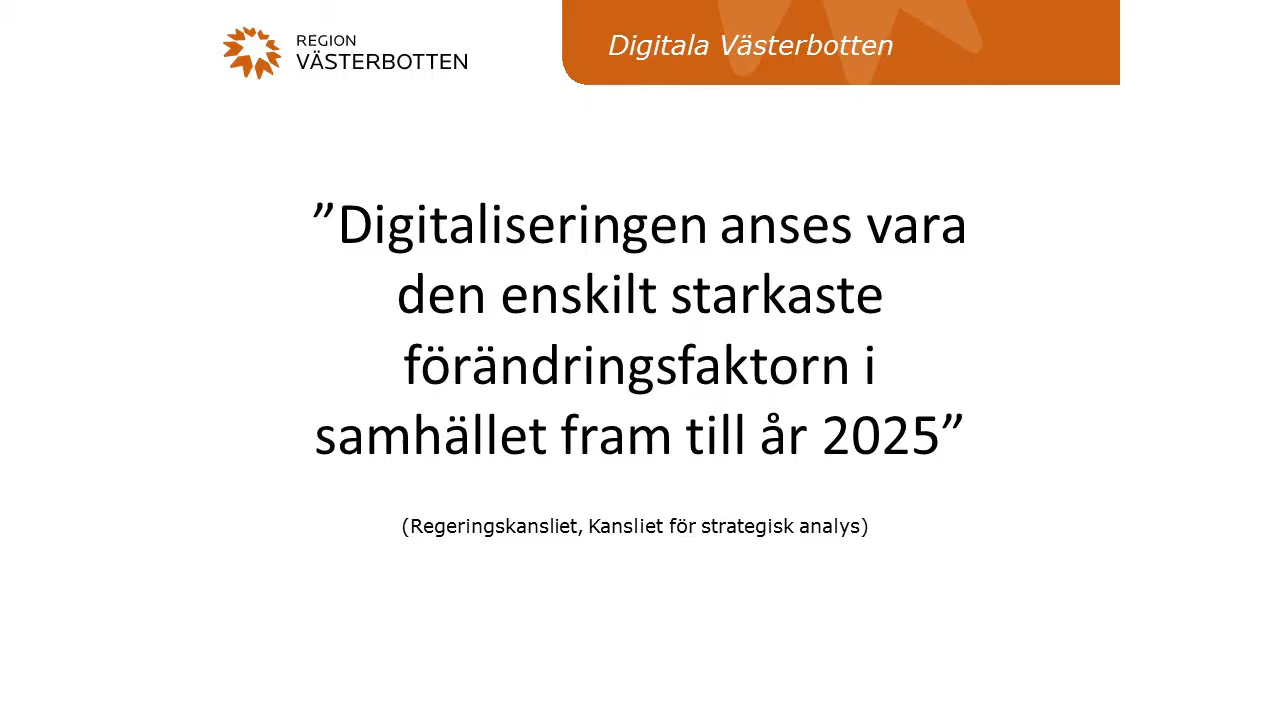 REGION
VÄSTERBOTTEN
Digitala Västerbotten
”Digitaliseringen anses vara
den enskilt starkaste
förändringsfaktorn i
samhället fram till år 2025”
(Regeringskansliet, Kansliet för strategisk analys)